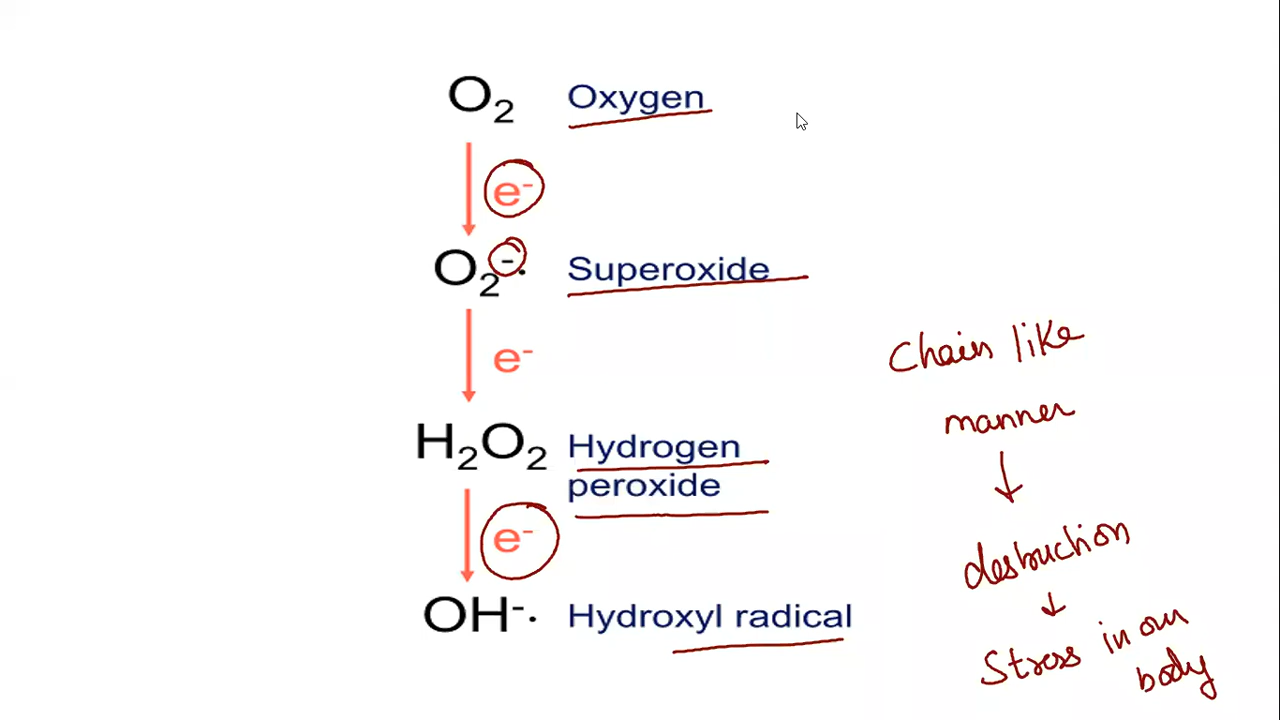 O₂ Oxygen
e⁻
O₂⁻· Superoxide
e⁻
H₂O₂ Hydrogen
peroxide
e⁻
OH⁻· Hydroxyl radical
Chain like
manner
↓
destruction
↓
Stress in our
body